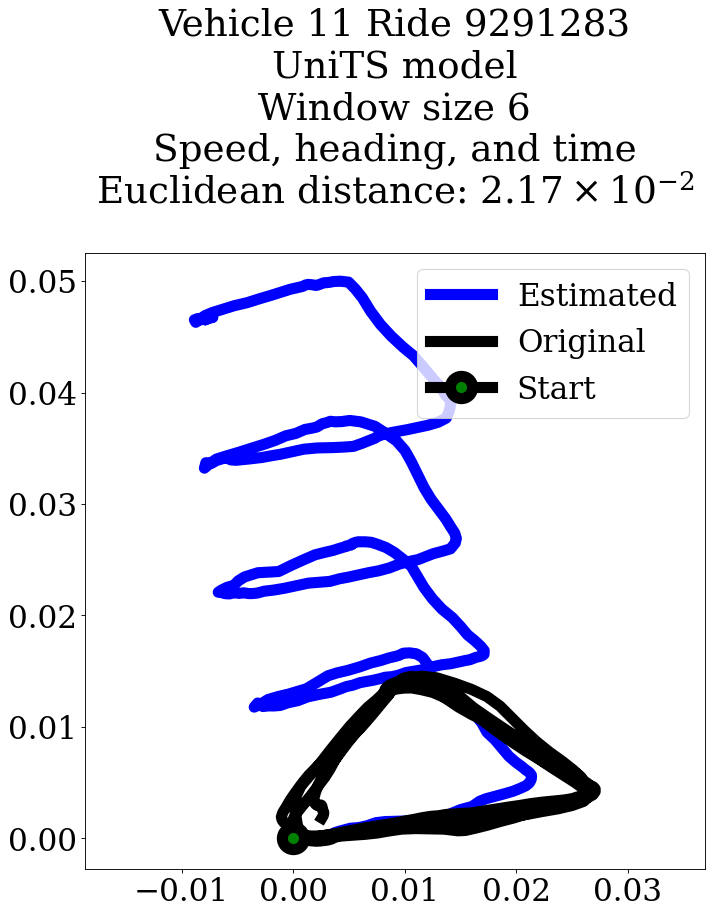 Vehicle 11 Ride 9291283
UniTS model
Window size 6
Speed, heading, and time
Euclidean distance: 2.17 × 10⁻²
Estimated
Original
Start
0.05
0.04
0.03
0.02
0.01
0.00
−0.01 0.00 0.01 0.02 0.03